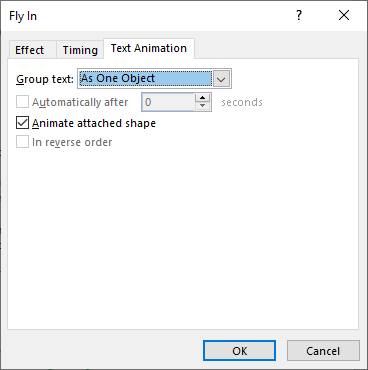 Fly In
Effect Timing Text Animation
Group text: As One Object
Automatically after 0 seconds
Animate attached shape
In reverse order
OK Cancel